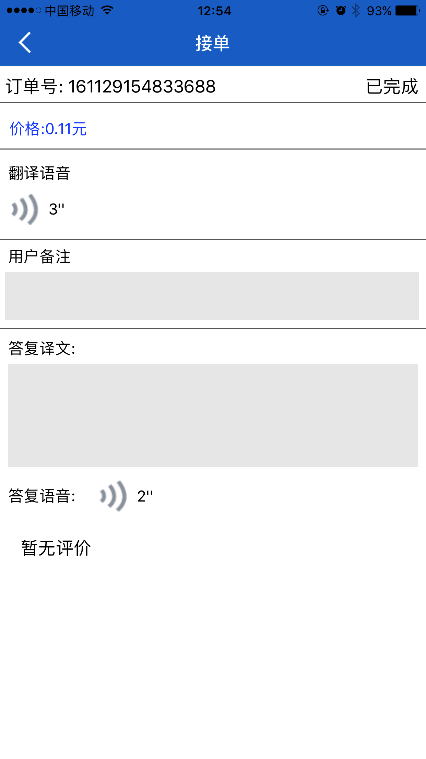 中国移动 12:54 93%
接单
订单号: 161129154833688 已完成
价格:0.11元
翻译语音
3''
用户备注
答复译文:
答复语音: 2''
暂无评价